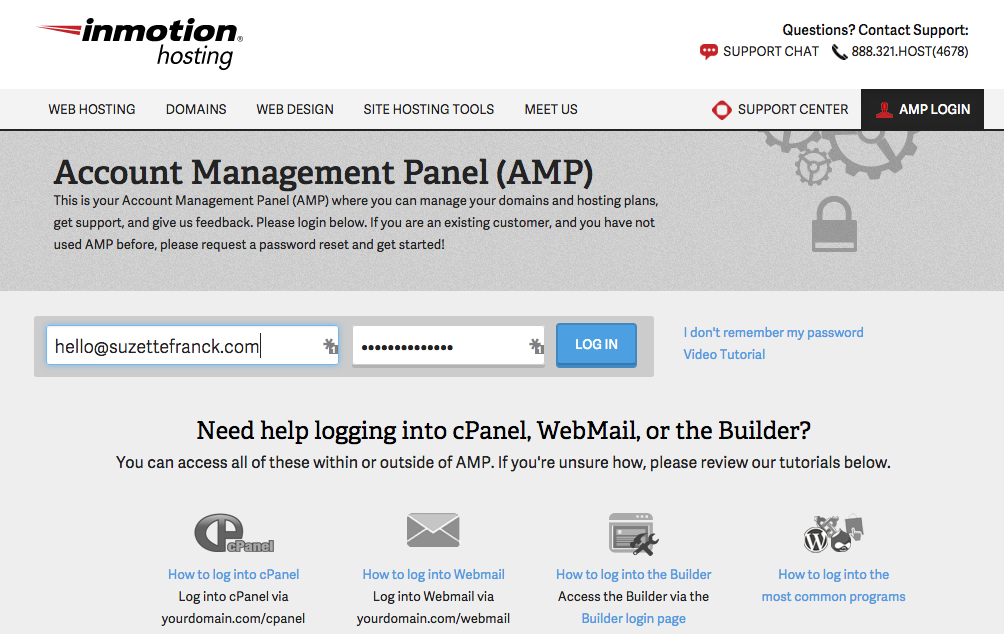 inmotion®
hosting
Questions? Contact Support:
SUPPORT CHAT 888.321.HOST(4678)
WEB HOSTING DOMAINS WEB DESIGN SITE HOSTING TOOLS MEET US SUPPORT CENTER AMP LOGIN
Account Management Panel (AMP)
This is your Account Management Panel (AMP) where you can manage your domains and hosting plans,
get support, and give us feedback. Please login below. If you are an existing customer, and you have not
used AMP before, please request a password reset and get started!
hello@suzettefranck.com •••••••••••••• LOG IN
I don't remember my password
Video Tutorial
Need help logging into cPanel, WebMail, or the Builder?
You can access all of these within or outside of AMP. If you're unsure how, please review our tutorials below.
cPanel
How to log into cPanel
Log into cPanel via
yourdomain.com/cpanel
How to log into Webmail
Log into Webmail via
yourdomain.com/webmail
How to log into the Builder
Access the Builder via the
Builder login page
How to log into the
most common programs